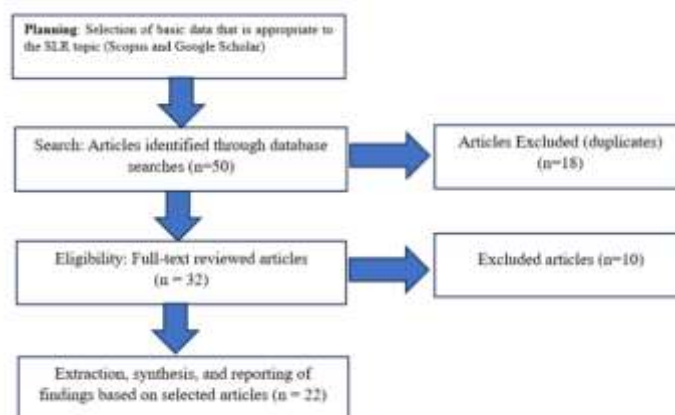 Planning: Selection of basic data that is appropriate to
the SLR topic (Scopus and Google Scholar)
Search: Articles identified through database
searches (n=50)
Articles Excluded (duplicates)
(n=18)
Eligibility: Full-text reviewed articles
(n = 32)
Excluded articles (n=10)
Extraction, synthesis, and reporting of
findings based on selected articles (n = 22)